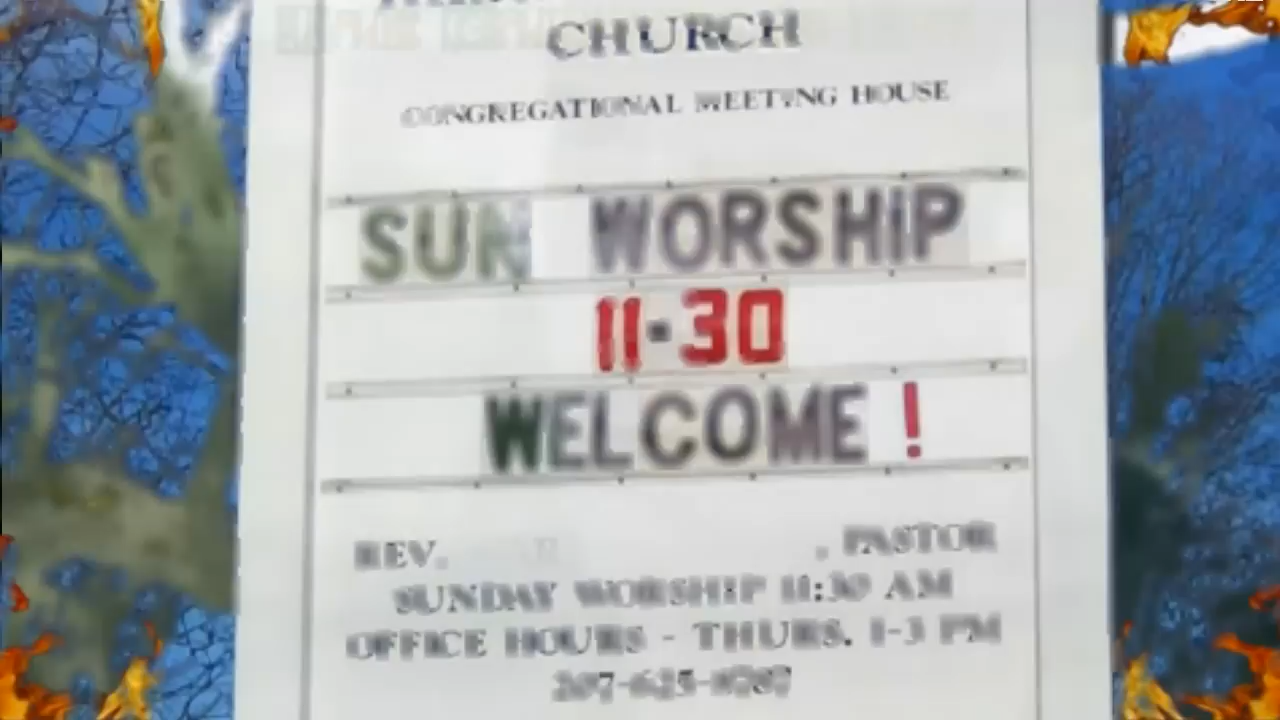 CHURCH
CONGREGATIONAL MEETING HOUSE
SUN WORSHIP
11·30
WELCOME !
REV. , PASTOR
SUNDAY WORSHIP 11:30 AM
OFFICE HOURS - THURS. 1-3 PM